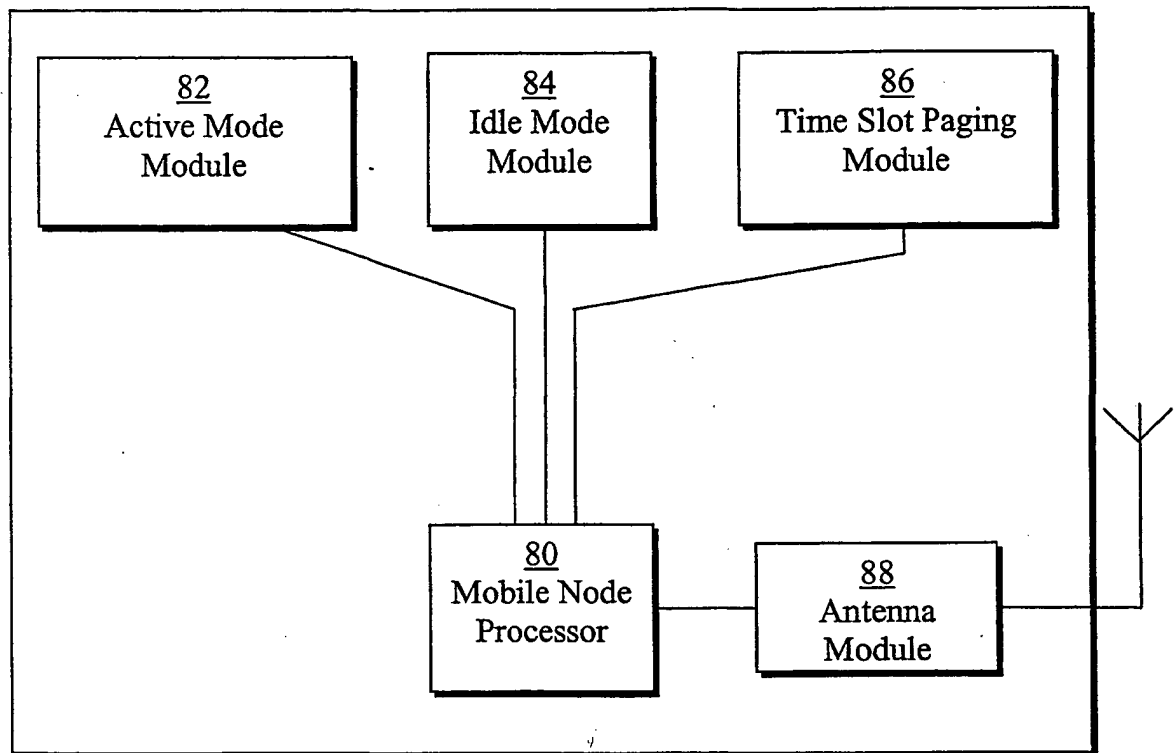 82
Active Mode
Module
84
Idle Mode
Module
86
Time Slot Paging
Module
80
Mobile Node
Processor
88
Antenna
Module